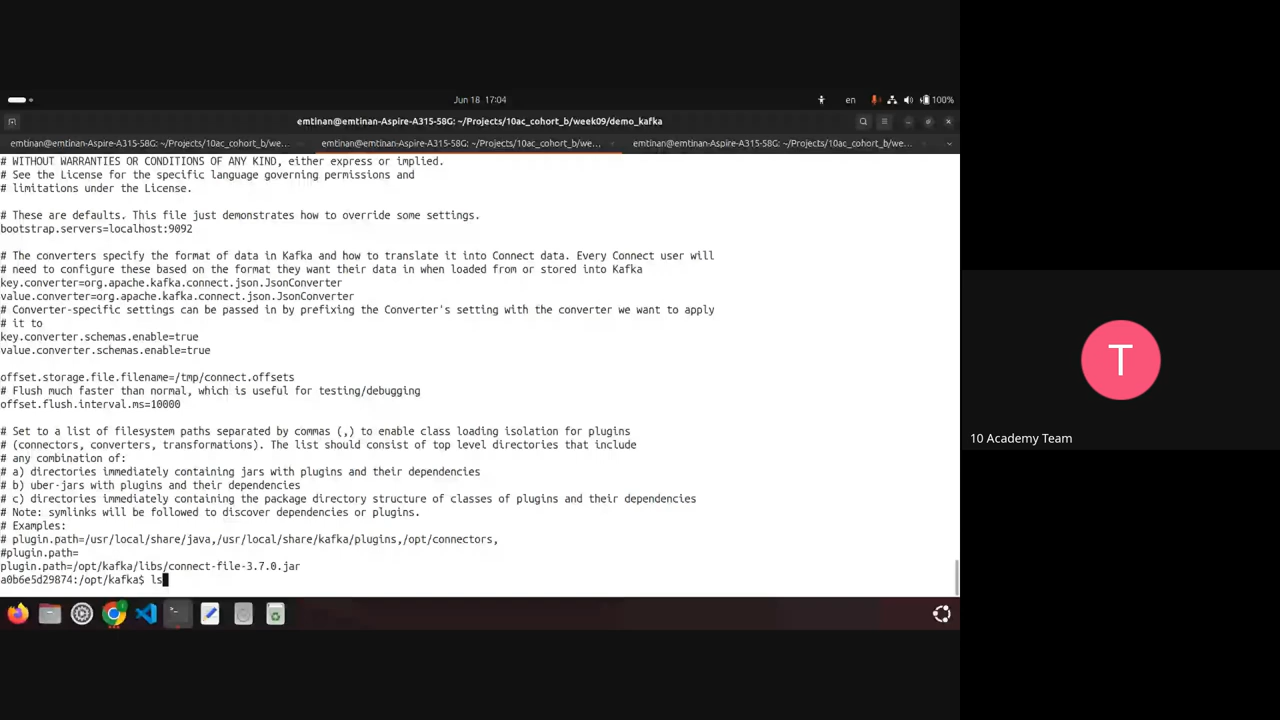 Jun 18 17:04
en
100%
emtinan@emtinan-Aspire-A315-58G: ~/Projects/10ac_cohort_b/week09/demo_kafka
emtinan@emtinan-Aspire-A315-58G: ~/Projects/10ac_cohort_b/we...
emtinan@emtinan-Aspire-A315-58G: ~/Projects/10ac_cohort_b/we...
emtinan@emtinan-Aspire-A315-58G: ~/Projects/10ac_cohort_b/we...
# WITHOUT WARRANTIES OR CONDITIONS OF ANY KIND, either express or implied.
# See the License for the specific language governing permissions and
# limitations under the License.
# These are defaults. This file just demonstrates how to override some settings.
bootstrap.servers=localhost:9092
# The converters specify the format of data in Kafka and how to translate it into Connect data. Every Connect user will
# need to configure these based on the format they want their data in when loaded from or stored into Kafka
key.converter=org.apache.kafka.connect.json.JsonConverter
value.converter=org.apache.kafka.connect.json.JsonConverter
# Converter-specific settings can be passed in by prefixing the Converter's setting with the converter we want to apply
# it to
key.converter.schemas.enable=true
value.converter.schemas.enable=true
offset.storage.file.filename=/tmp/connect.offsets
# Flush much faster than normal, which is useful for testing/debugging
offset.flush.interval.ms=10000
# Set to a list of filesystem paths separated by commas (,) to enable class loading isolation for plugins
# (connectors, converters, transformations). The list should consist of top level directories that include
# any combination of:
# a) directories immediately containing jars with plugins and their dependencies
# b) uber-jars with plugins and their dependencies
# c) directories immediately containing the package directory structure of classes of plugins and their dependencies
# Note: symlinks will be followed to discover dependencies or plugins.
# Examples:
# plugin.path=/usr/local/share/java,/usr/local/share/kafka/plugins,/opt/connectors,
#plugin.path=
plugin.path=/opt/kafka/libs/connect-file-3.7.0.jar
a0b6e5d29874:/opt/kafka$ ls
T
10 Academy Team